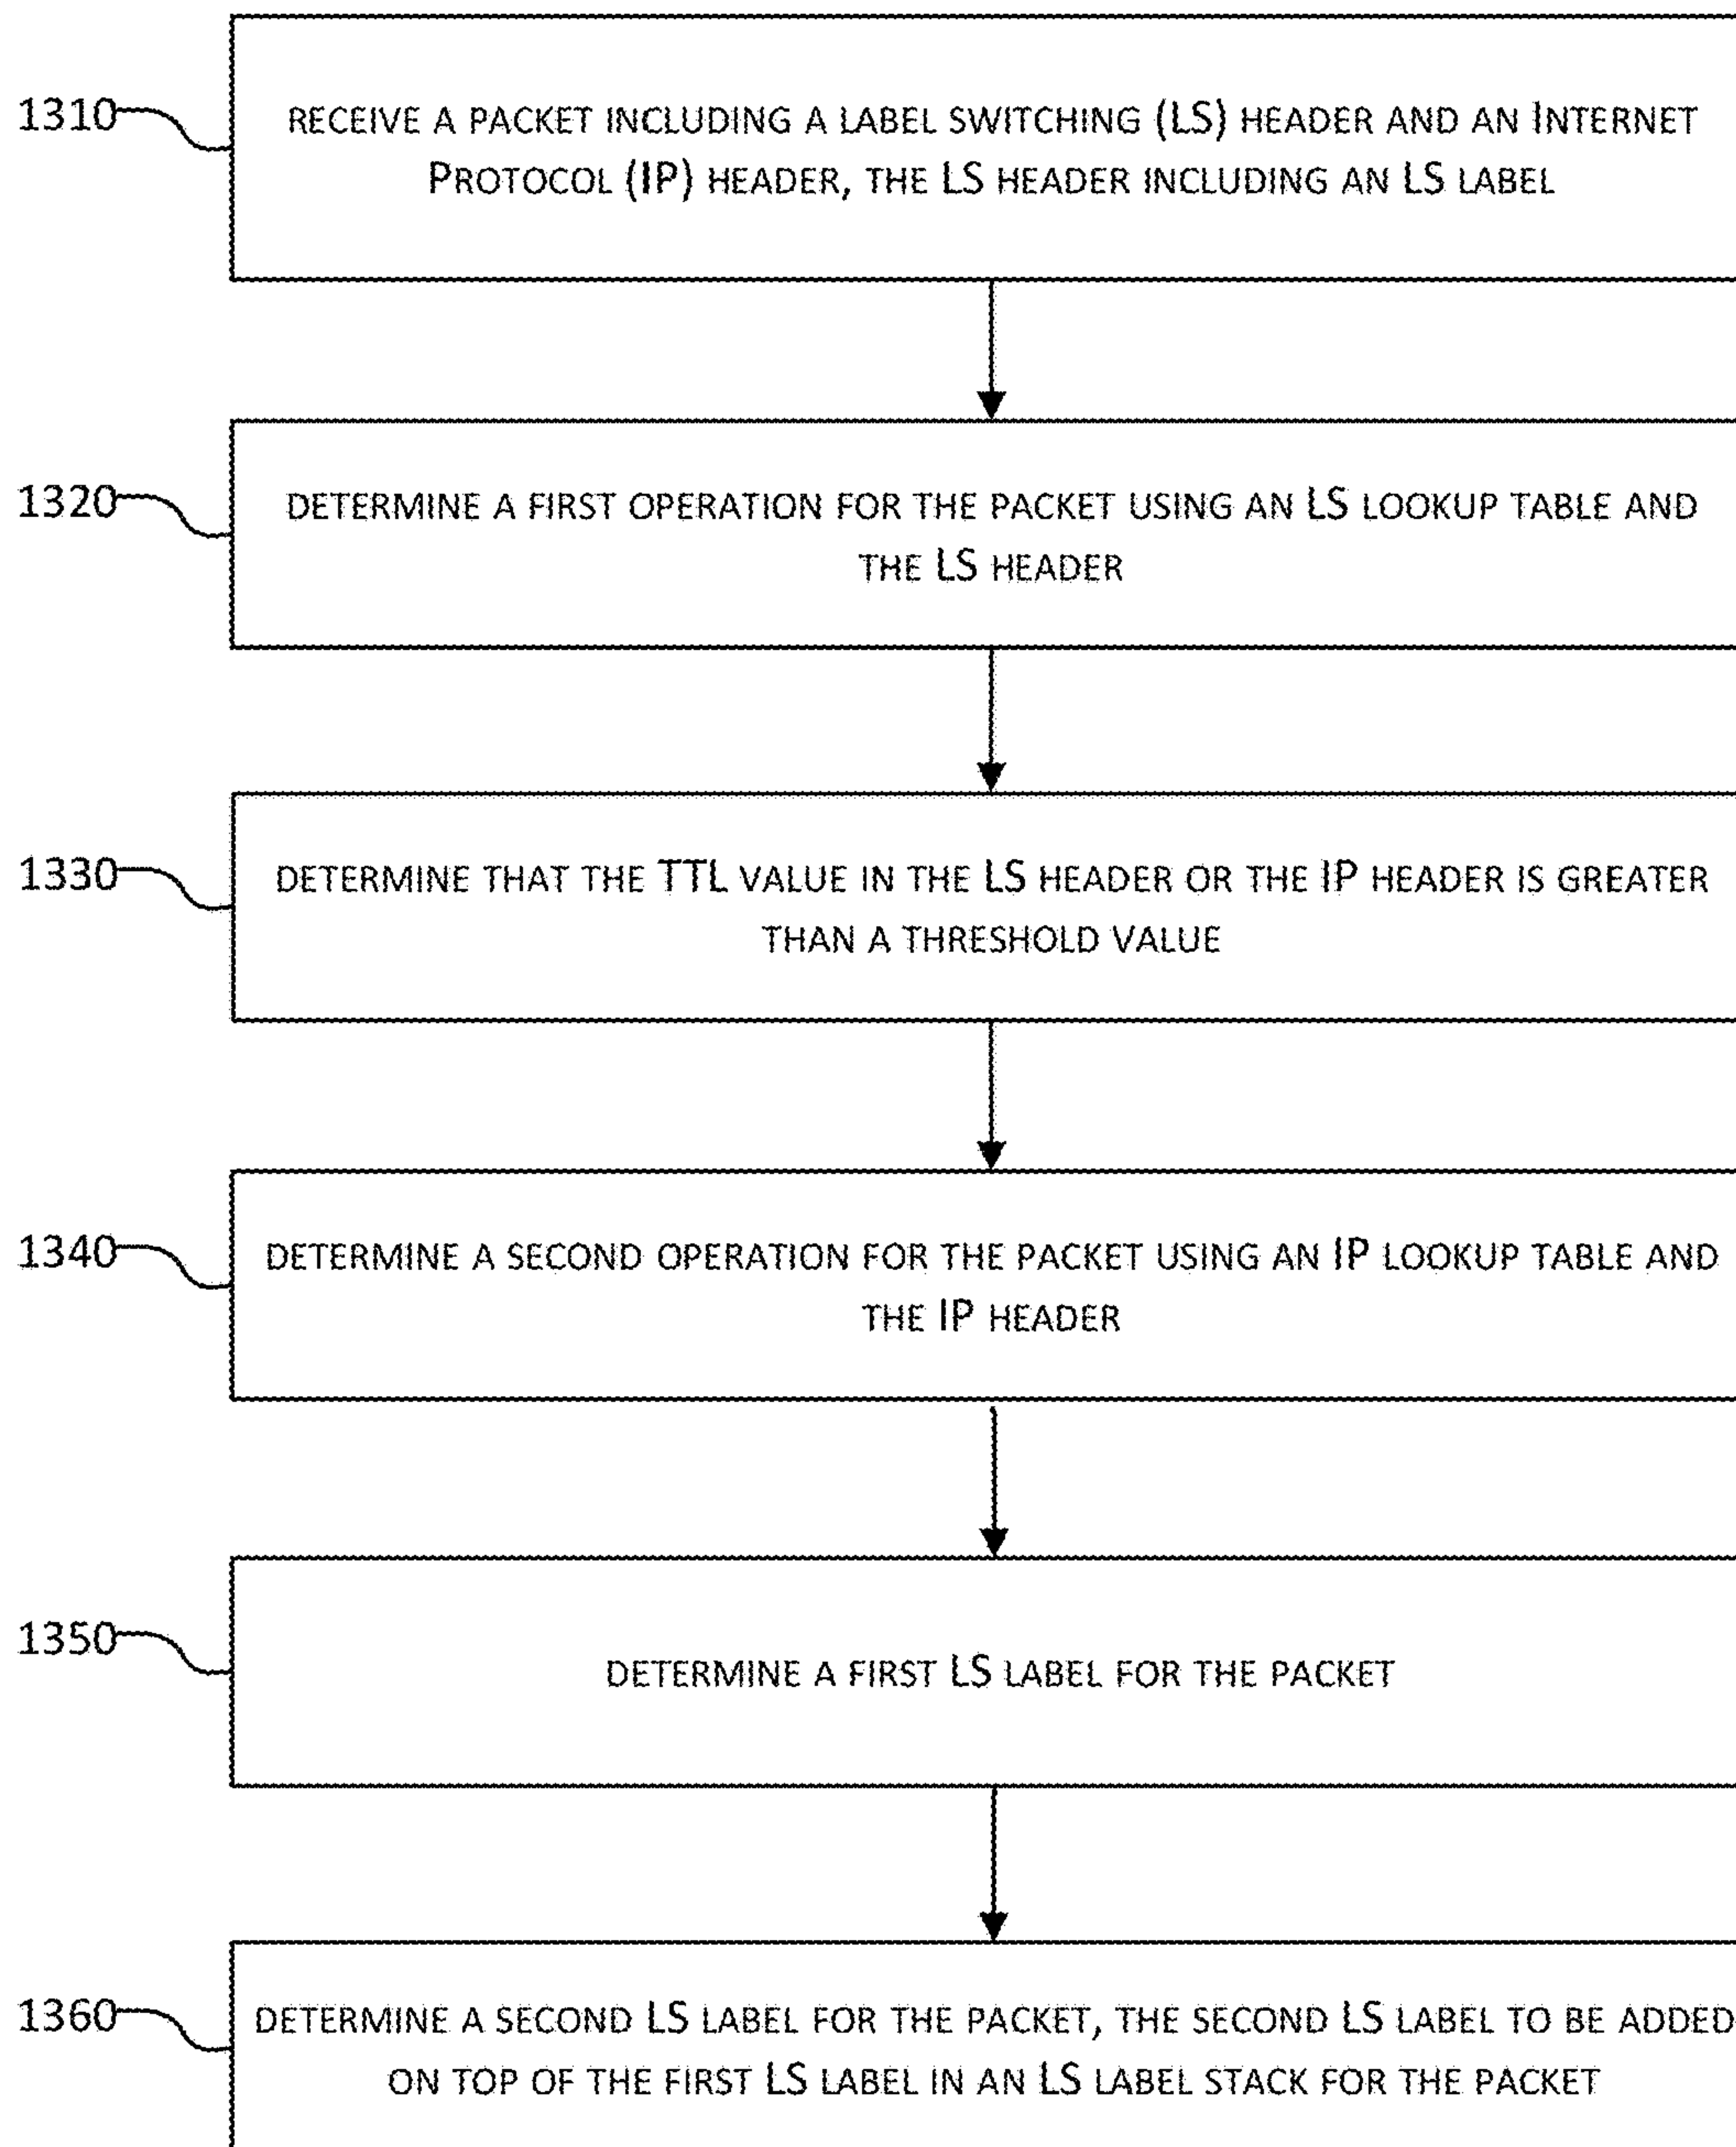 1310
RECEIVE A PACKET INCLUDING A LABEL SWITCHING (LS) HEADER AND AN INTERNET
PROTOCOL (IP) HEADER, THE LS HEADER INCLUDING AN LS LABEL
1320
DETERMINE A FIRST OPERATION FOR THE PACKET USING AN LS LOOKUP TABLE AND
THE LS HEADER
1330
DETERMINE THAT THE TTL VALUE IN THE LS HEADER OR THE IP HEADER IS GREATER
THAN A THRESHOLD VALUE
1340
DETERMINE A SECOND OPERATION FOR THE PACKET USING AN IP LOOKUP TABLE AND
THE IP HEADER
1350
DETERMINE A FIRST LS LABEL FOR THE PACKET
1360
DETERMINE A SECOND LS LABEL FOR THE PACKET, THE SECOND LS LABEL TO BE ADDED
ON TOP OF THE FIRST LS LABEL IN AN LS LABEL STACK FOR THE PACKET